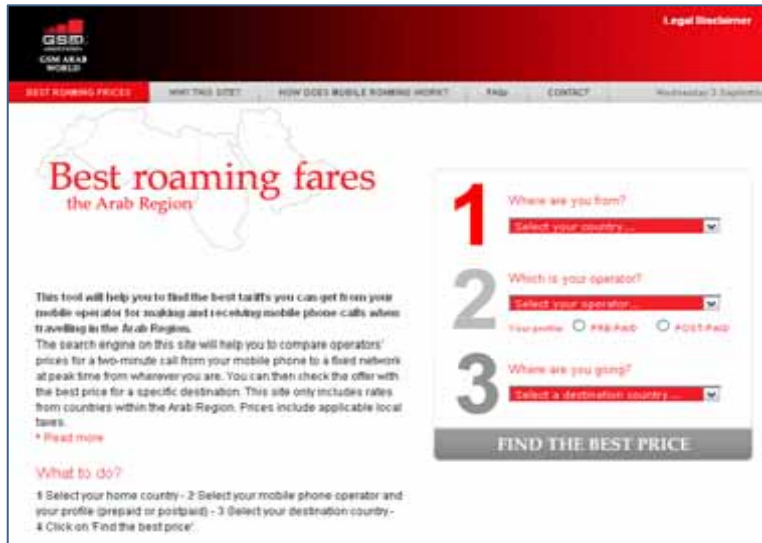 Legal Disclaimer
GSM
ASSOCIATION
GSM ARAB
WORLD
BEST ROAMING PRICES
WHY THIS SITE?
HOW DOES MOBILE ROAMING WORK?
FAQs
CONTACT
Wednesday 3 Septemb
Best roaming fares
the Arab Region
This tool will help you to find the best tariffs you can get from your
mobile operator for making and receiving mobile phone calls when
travelling in the Arab Region.
The search engine on this site will help you to compare operators'
prices for a two-minute call from your mobile phone to a fixed network
at peak time from wherever you are. You can then check the offer with
the best price for a specific destination. This site only includes rates
from countries within the Arab Region. Prices include applicable local
taxes.
Read more
What to do?
1 Select your home country - 2 Select your mobile phone operator and
your profile (prepaid or postpaid) - 3 Select your destination country -
4 Click on 'Find the best price'.
1
Where are you from?
Select your country...
2
Which is your operator?
Select your operator...
Your profile: PRE-PAID POST-PAID
3
Where are you going?
Select a destination country...
FIND THE BEST PRICE